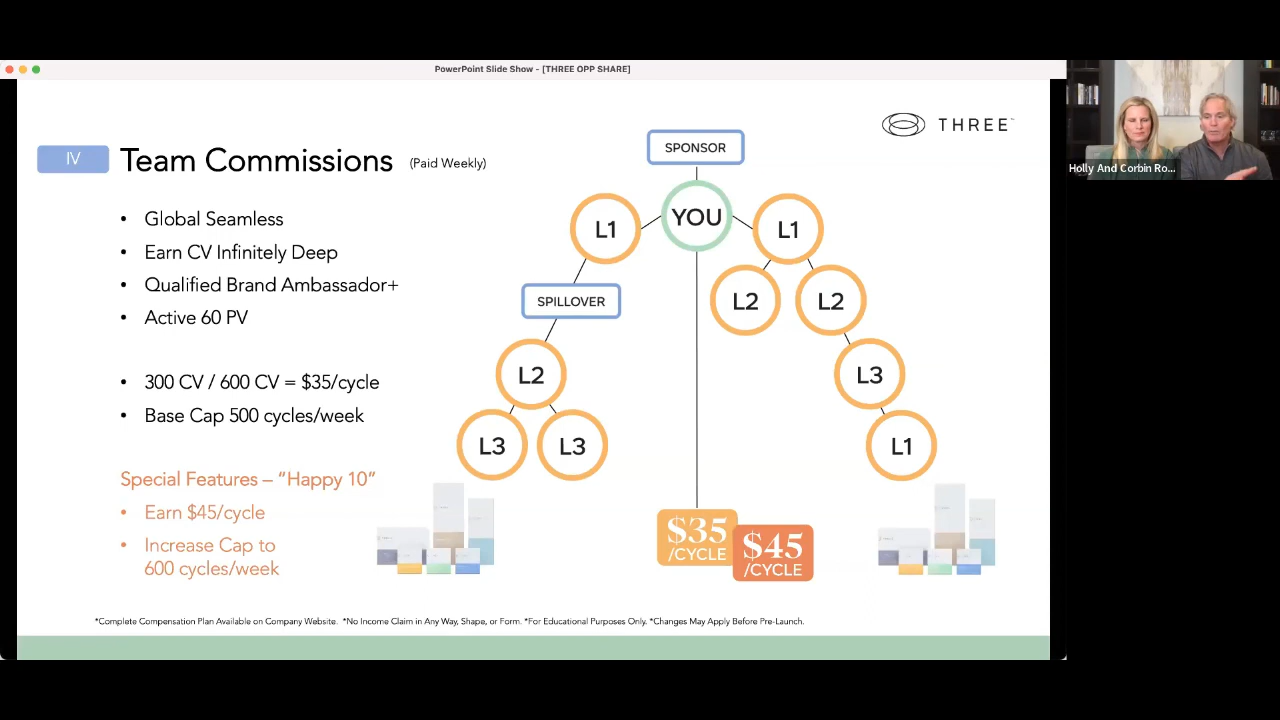 PowerPoint Slide Show - [THREE OPP SHARE]
THREE
Holly And Corbin Ro...
IV
Team Commissions (Paid Weekly)
• Global Seamless
• Earn CV Infinitely Deep
• Qualified Brand Ambassador+
• Active 60 PV
• 300 CV / 600 CV = $35/cycle
• Base Cap 500 cycles/week
Special Features – "Happy 10"
• Earn $45/cycle
• Increase Cap to
600 cycles/week
SPONSOR
YOU
L1
L1
SPILLOVER
L2
L2
L2
L3
L3
L3
L1
$35
/CYCLE
$45
/CYCLE
*Complete Compensation Plan Available on Company Website. *No Income Claim in Any Way, Shape, or Form. *For Educational Purposes Only. *Changes May Apply Before Pre-Launch.